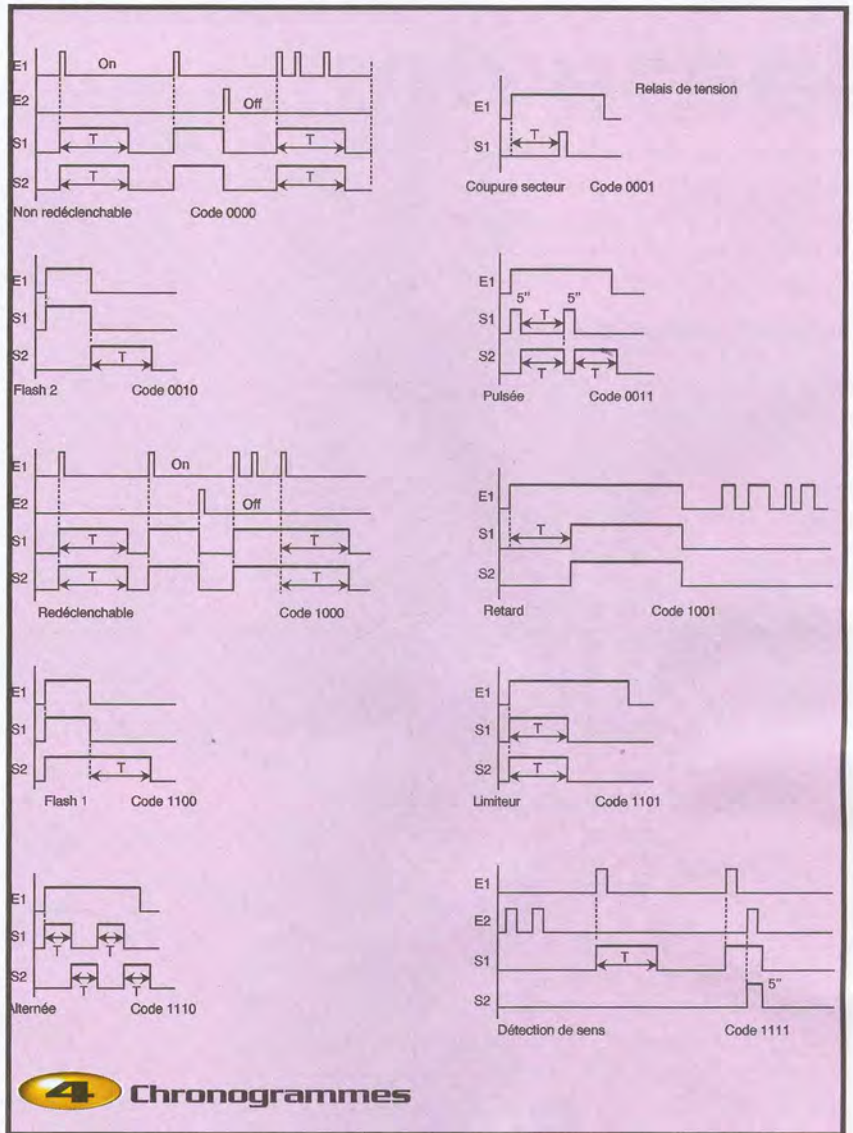 E1
On
E2
Off
S1
T
T
S2
T
T
Non redéclenchable Code 0000
Relais de tension
E1
S1
T
Coupure secteur Code 0001
E1
S1
S2
T
Flash 2 Code 0010
E1
5" 5"
S1
T
S2
T T
Pulsée Code 0011
E1
On
E2
Off
S1
T T
S2
T T
Redéclenchable Code 1000
E1
S1
T
S2
Retard Code 1001
E1
S1
S2
T
Flash 1 Code 1100
E1
S1
T
S2
T
Limiteur Code 1101
E1
S1
T T
S2
T T
Alternée Code 1110
E1
E2
S1
T
5"
S2
Détection de sens Code 1111
4 Chronogrammes